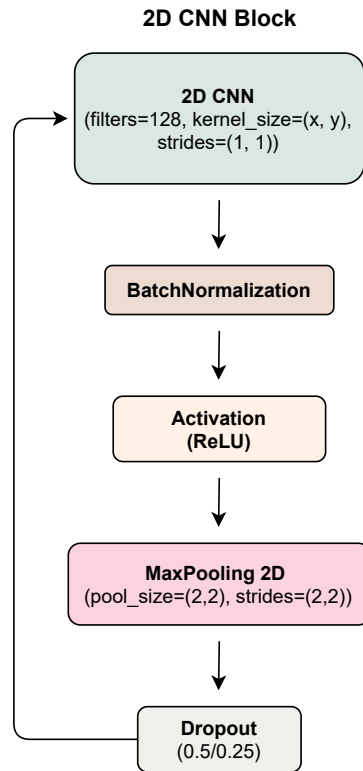 2D CNN Block
2D CNN
(filters=128, kernel_size=(x, y),
strides=(1, 1))
BatchNormalization
Activation
(ReLU)
MaxPooling 2D
(pool_size=(2,2), strides=(2,2))
Dropout
(0.5/0.25)